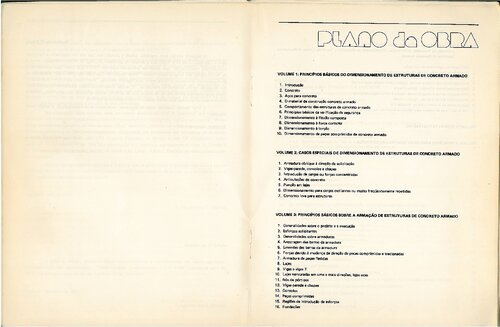 PLANO da OBRA
VOLUME 1: PRINCÍPIOS BÁSICOS DO DIMENSIONAMENTO DE ESTRUTURAS DE CONCRETO ARMADO
1. Introdução
2. Concreto
3. Aços para concreto
4. O material de construção concreto armado
5. Comportamento das estruturas de concreto armado
6. Princípios básicos da verificação da segurança
7. Dimensionamento à flexão composta
8. Dimensionamento à força cortante
9. Dimensionamento à torção
10. Dimensionamento de peças comprimidas de concreto armado
VOLUME 2: CASOS ESPECIAIS DE DIMENSIONAMENTO DE ESTRUTURAS DE CONCRETO ARMADO
1. Armadura oblíqua à direção da solicitação
2. Vigas-parede, consolos e chapas
3. Introdução de cargas ou forças concentradas
4. Articulações de concreto
5. Punção em lajes
6. Dimensionamento para cargas oscilantes ou muito freqüentemente repetidas
7. Concreto leve para estruturas
VOLUME 3: PRINCÍPIOS BÁSICOS SOBRE A ARMAÇÃO DE ESTRUTURAS DE CONCRETO ARMADO
1. Generalidades sobre o projeto e a execução
2. Esforços solicitantes
3. Generalidades sobre armaduras
4. Ancoragem das barras da armadura
5. Emendas das barras da armadura
6. Forças devido à mudança de direção de peças comprimidas e tracionadas
7. Armadura de peças fletidas
8. Lajes
9. Vigas e vigas T
10. Lajes nervuradas em uma e mais direções, lajes ocas
11. Nós de pórticos
12. Vigas-parede e chapas
13. Consolos
14. Peças comprimidas
15. Regiões de introdução de esforços
16. Fundações